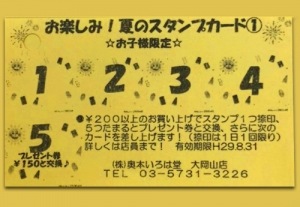 お楽しみ!夏のスタンプカード①
☆お子様限定☆
1 2 3 4
5
プレゼント券
¥150と交換♪
●¥200以上のお買い上げでスタンプ1つ捺印、
5つたまるとプレゼント券と交換、さらに次の
カードを差し上げます!(捺印は1日1回限り)
詳しくは店員まで! 有効期限H29.8.31
(株)奥本いろは堂 大岡山店
TEL 03-5731-3226